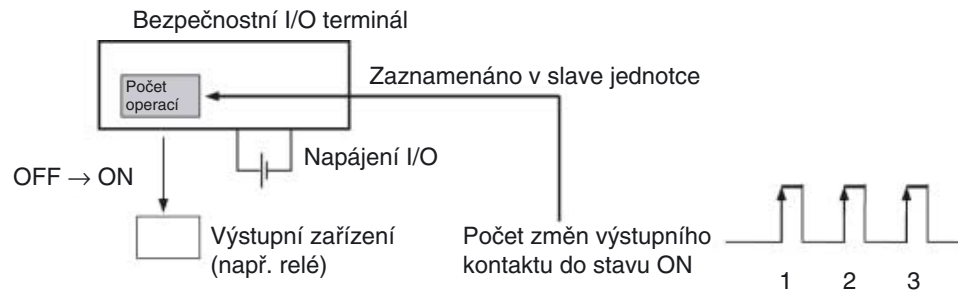 Bezpečnostní I/O terminál
Počet
operací
Zaznamenáno v slave jednotce
Napájení I/O
OFF → ON
Výstupní zařízení
(např. relé)
Počet změn výstupního
kontaktu do stavu ON
1 2 3